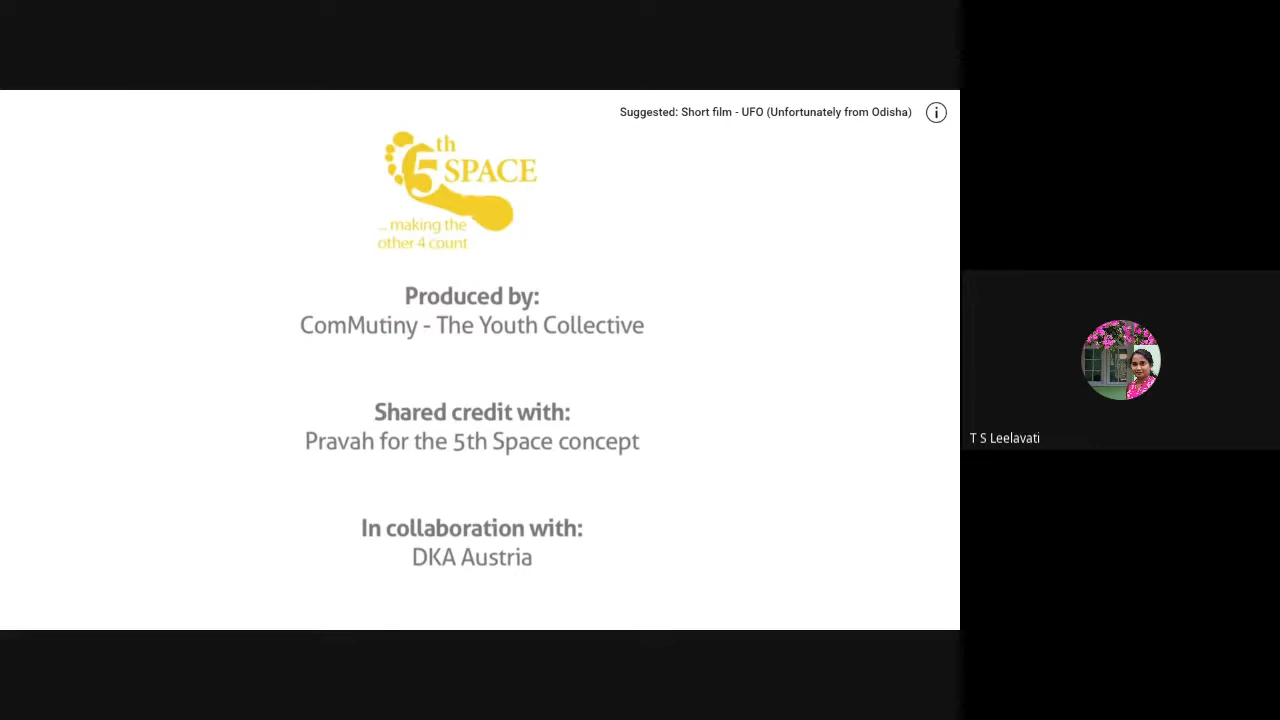 Suggested: Short film - UFO (Unfortunately from Odisha)
5th SPACE
... making the
other 4 count
Produced by:
ComMutiny - The Youth Collective
Shared credit with:
Pravah for the 5th Space concept
In collaboration with:
DKA Austria
T S Leelavati